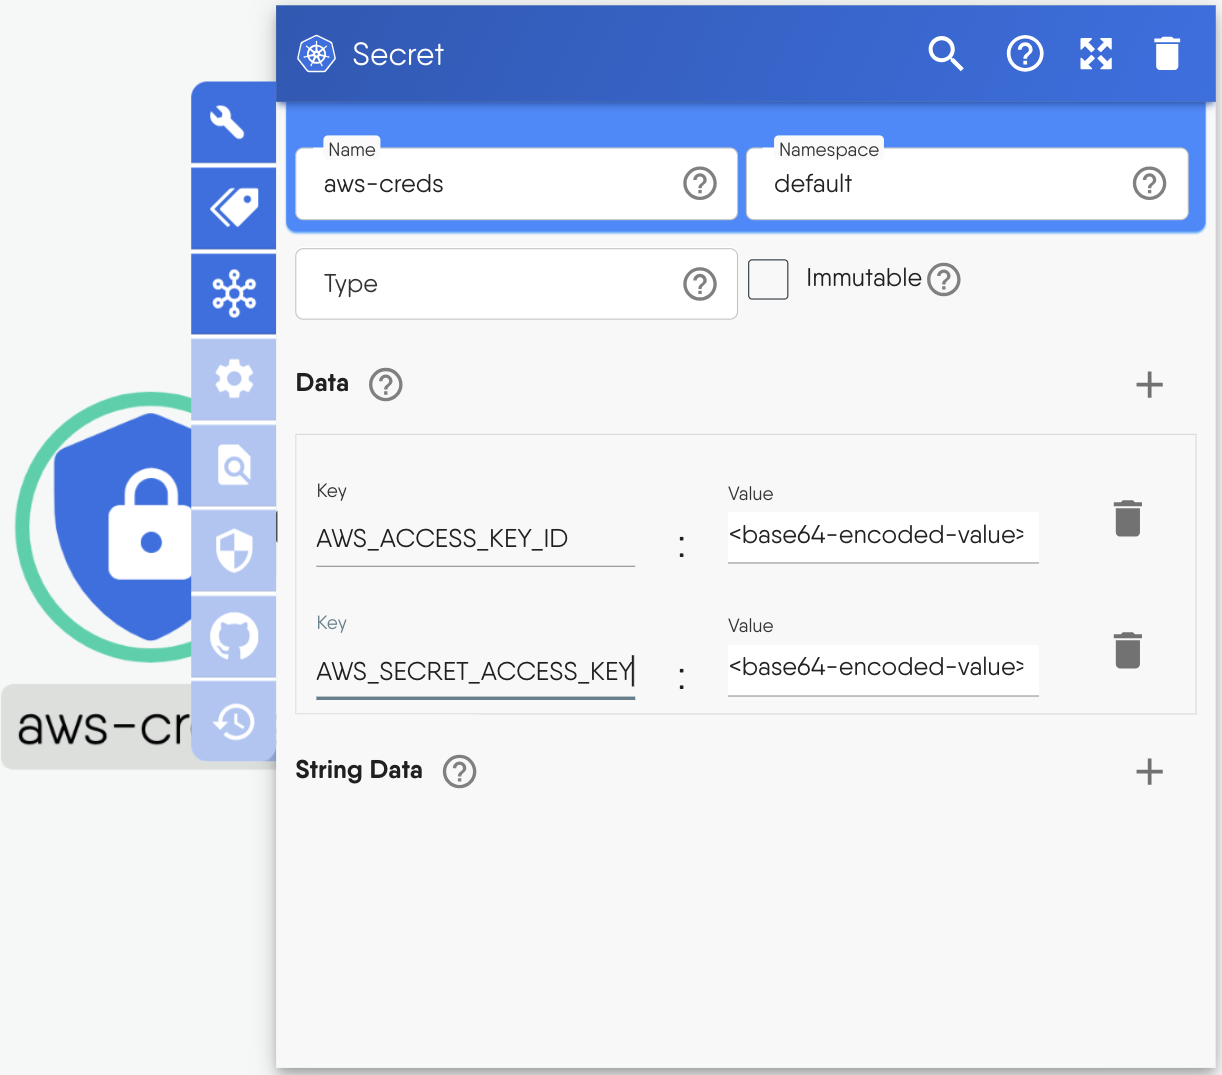 Secret
Name
aws-creds
Namespace
default
Type
Immutable
Data
Key
AWS_ACCESS_KEY_ID
:
Value
<base64-encoded-value>
Key
AWS_SECRET_ACCESS_KEY
:
Value
<base64-encoded-value>
String Data
aws-cr